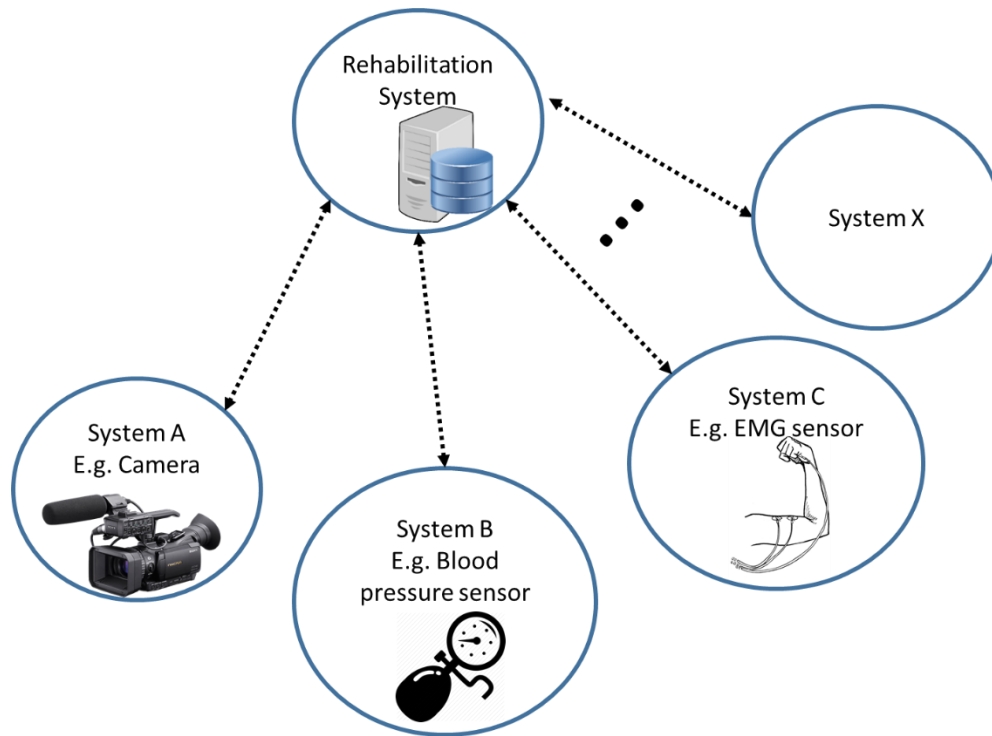 Rehabilitation
System
System X
System C
E.g. EMG sensor
System A
E.g. Camera
System B
E.g. Blood
pressure sensor